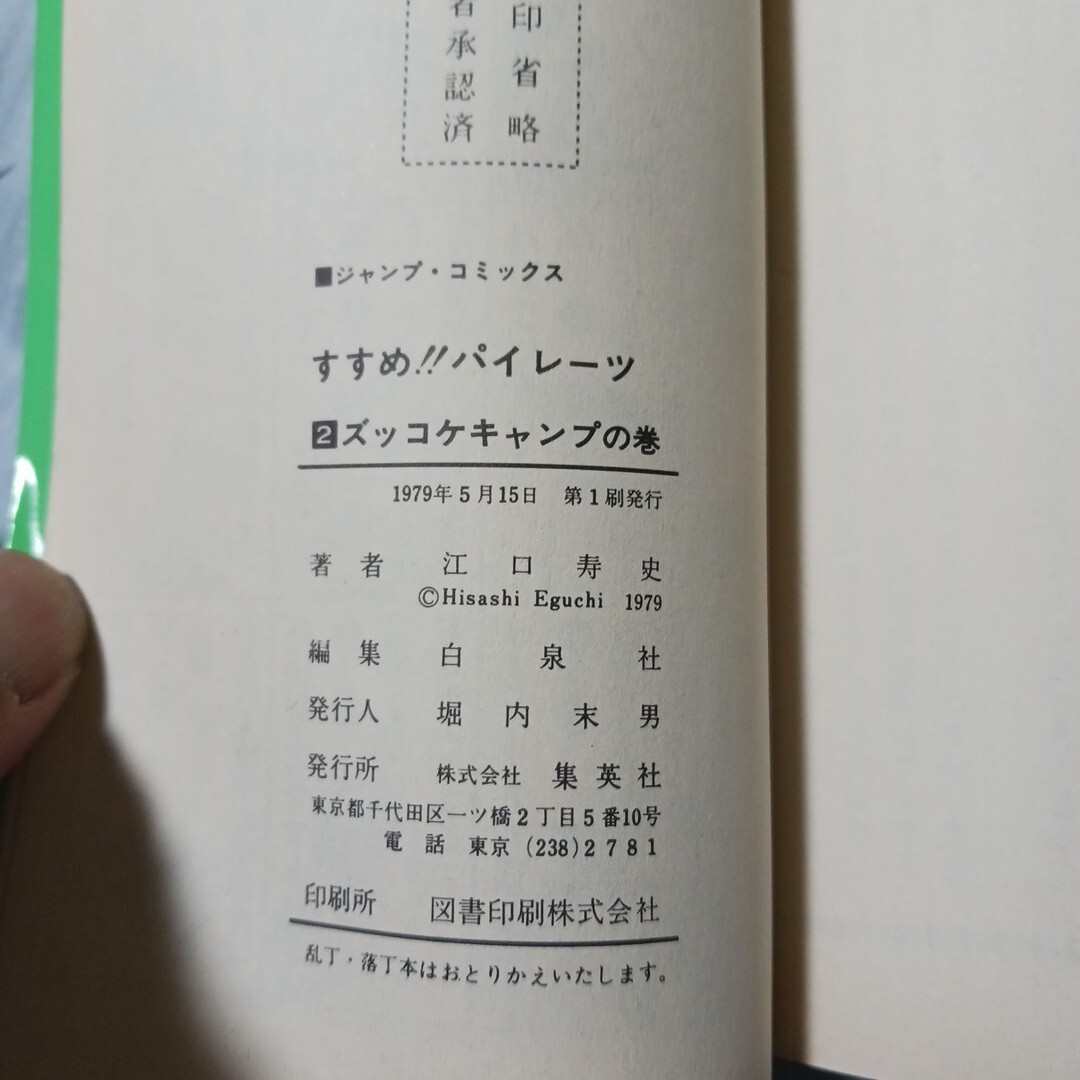 印省略
者承認済
■ジャンプ・コミックス
すすめ!!パイレーツ
2ズッコケキャンプの巻
1979年5月15日 第1刷発行
著者 江口寿史
©Hisashi Eguchi 1979
編集 白泉社
発行人 堀内末男
発行所 株式会社 集英社
東京都千代田区一ツ橋2丁目5番10号
電話 東京 (238)2781
印刷所 図書印刷株式会社
乱丁・落丁本はおとりかえいたします。